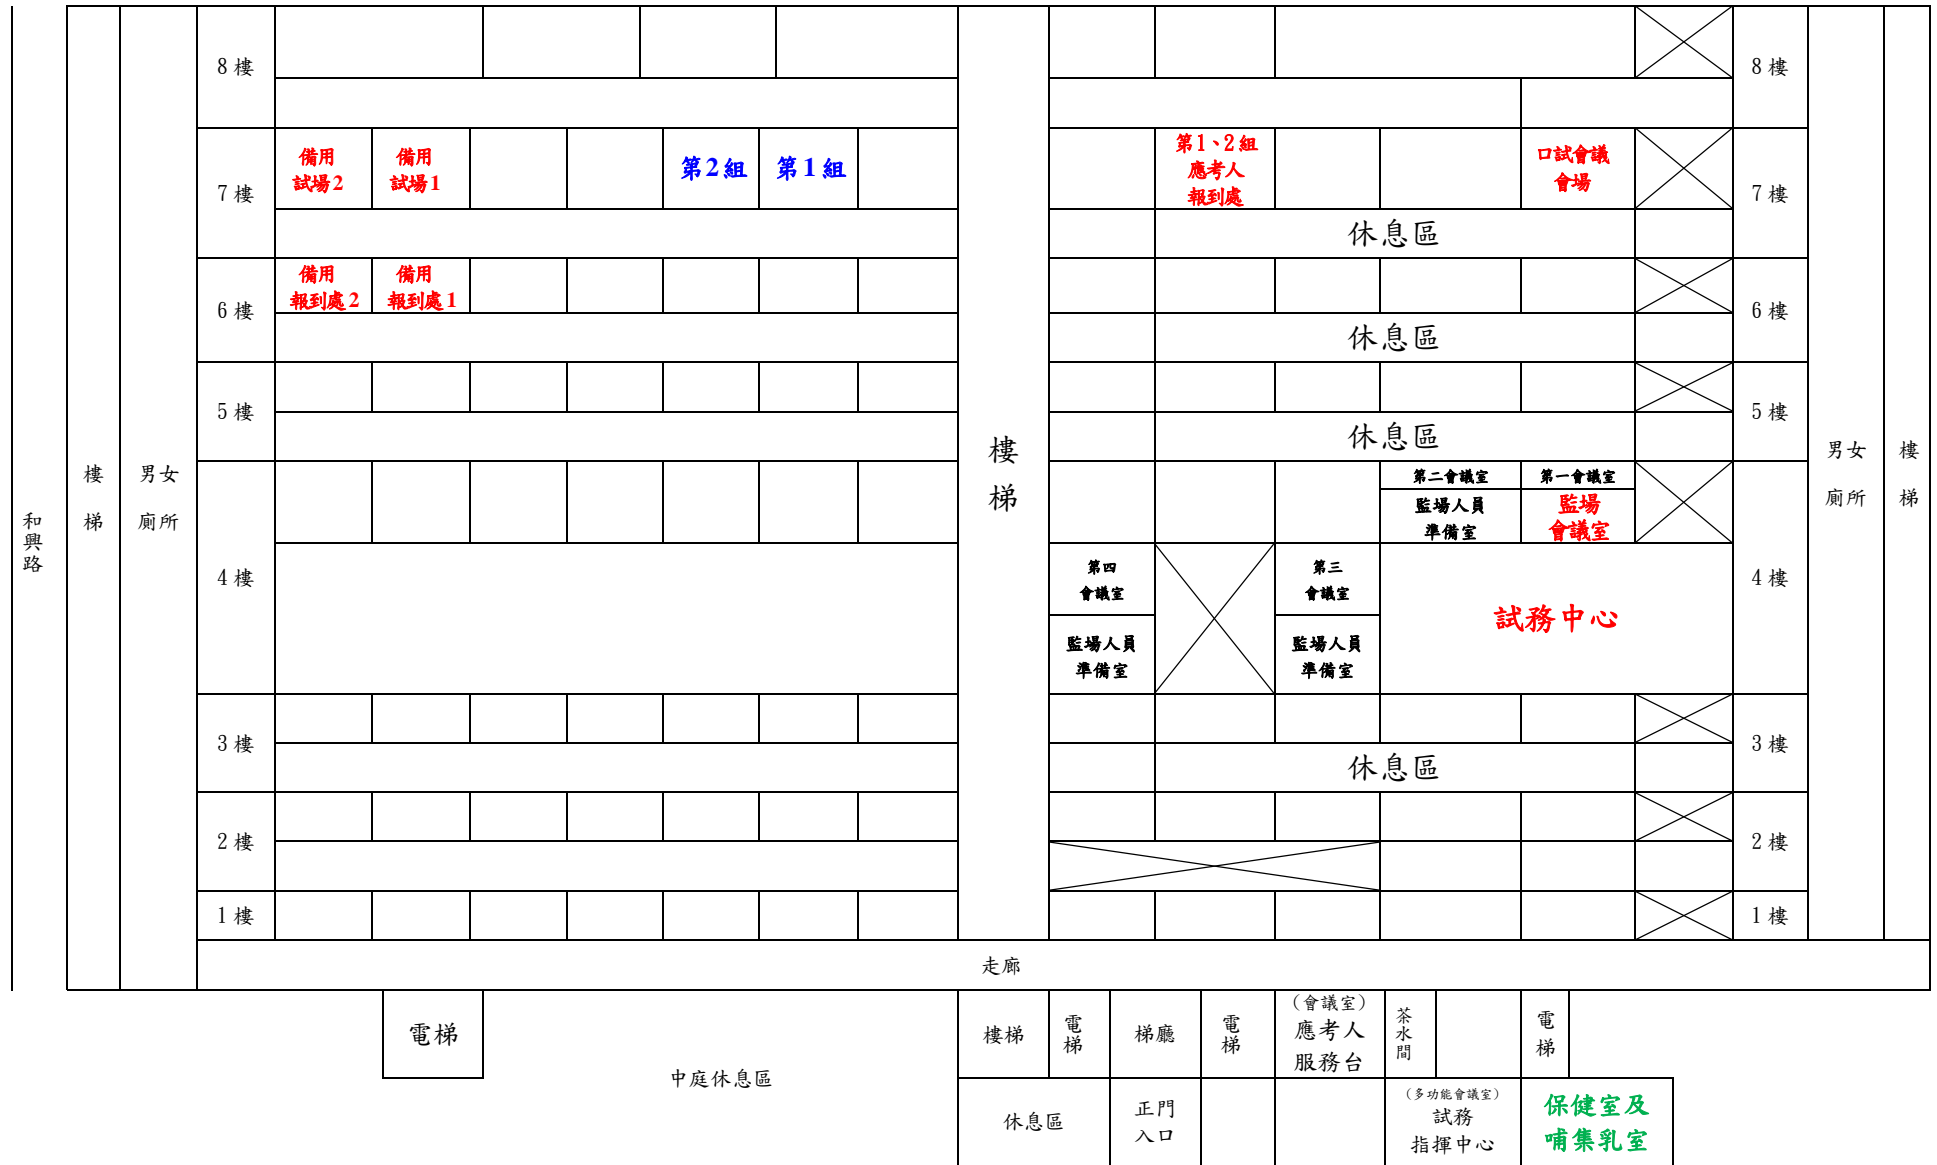 8 樓
8 樓
備用
試場2
備用
試場1
第2組
第1組
第1、2組
應考人
報到處
口試會議
會場
7 樓
7 樓
休息區
備用
報到處2
備用
報到處1
6 樓
6 樓
休息區
5 樓
5 樓
休息區
和興路
樓梯
男女
廁所
樓梯
第二會議室
監場人員
準備室
第一會議室
監場
會議室
男女
廁所
樓梯
4 樓
第四
會議室
監場人員
準備室
第三
會議室
監場人員
準備室
試務中心
4 樓
3 樓
3 樓
休息區
2 樓
2 樓
1 樓
1 樓
走廊
電梯
中庭休息區
樓梯
電梯
梯廳
電梯
(會議室)
應考人
服務台
茶水間
電梯
休息區
正門
入口
(多功能會議室)
試務
指揮中心
保健室及
哺集乳室